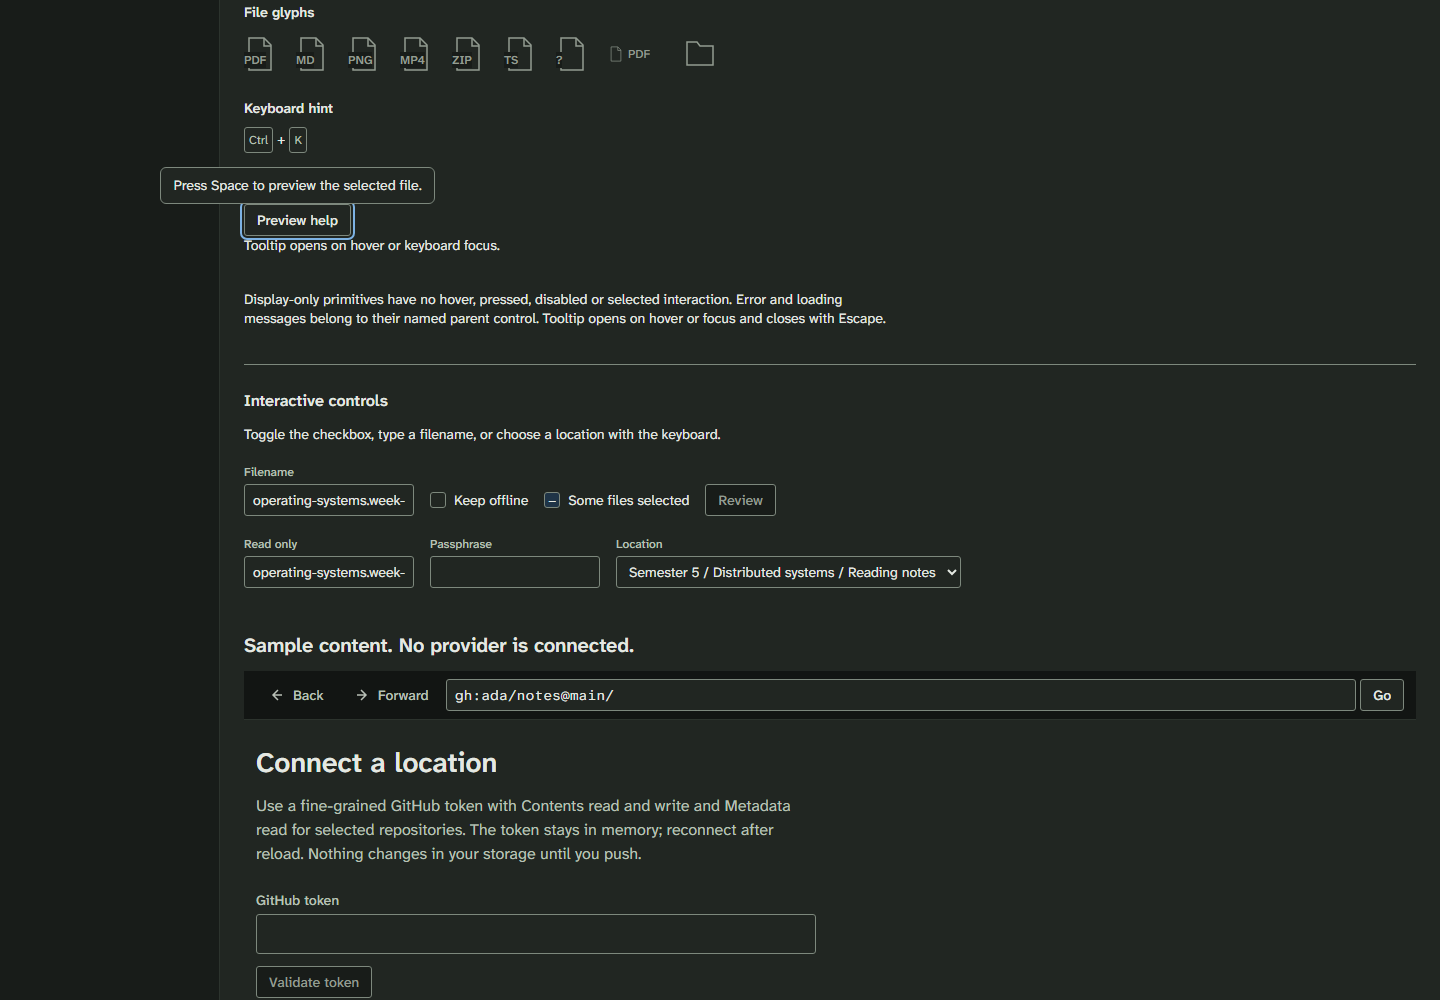 File glyphs
PDF MD PNG MP4 ZIP TS ? PDF
Keyboard hint
Ctrl + K
Press Space to preview the selected file.
Preview help
Tooltip opens on hover or keyboard focus.
Display-only primitives have no hover, pressed, disabled or selected interaction. Error and loading
messages belong to their named parent control. Tooltip opens on hover or focus and closes with Escape.
Interactive controls
Toggle the checkbox, type a filename, or choose a location with the keyboard.
Filename
operating-systems.week- Keep offline Some files selected Review
Read only Passphrase Location
operating-systems.week- Semester 5 / Distributed systems / Reading notes
Sample content. No provider is connected.
Back Forward gh:ada/notes@main/ Go
Connect a location
Use a fine-grained GitHub token with Contents read and write and Metadata
read for selected repositories. The token stays in memory; reconnect after
reload. Nothing changes in your storage until you push.
GitHub token
Validate token